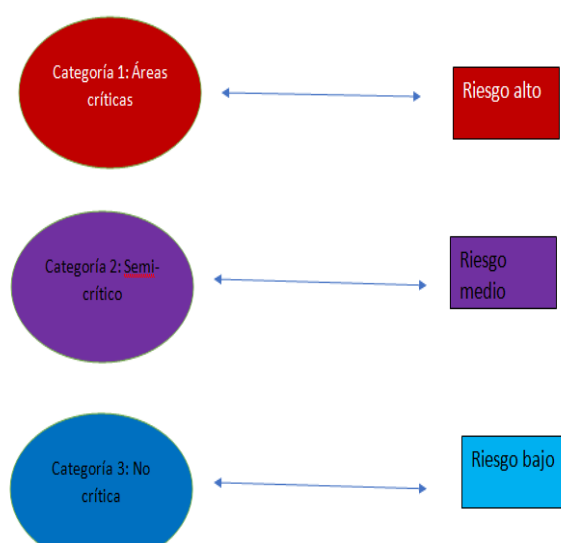 Categoría 1: Áreas
críticas
Riesgo alto
Categoría 2: Semi-
crítico
Riesgo
medio
Categoría 3: No
crítica
Riesgo bajo